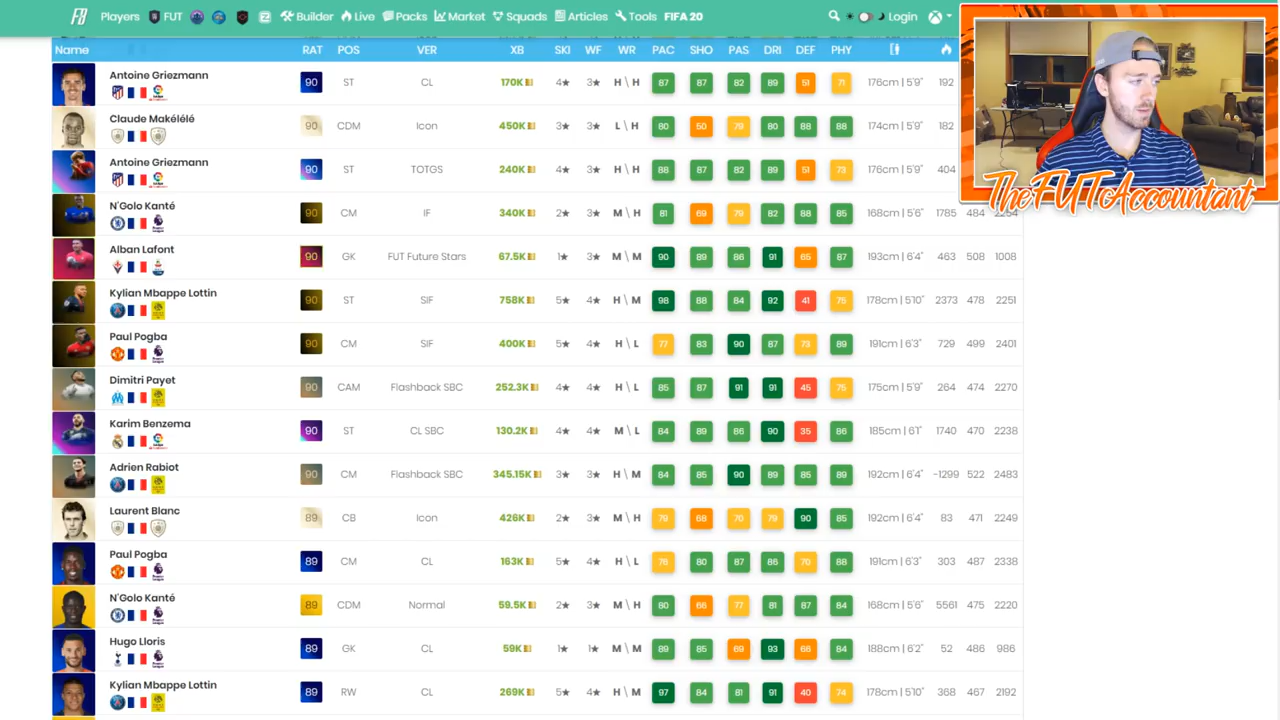 FB Players FUT Builder Live Packs Market Squads Articles Tools FIFA 20 Login
Name RAT POS VER XB SKI WF WR PAC SHO PAS DRI DEF PHY
Antoine Griezmann 90 ST CL 170K 4★ 3★ H \ H 87 87 82 89 51 71 176cm | 5'9" 192
Claude Makélélé 90 CDM Icon 450K 3★ 3★ L \ H 80 50 79 80 88 88 174cm | 5'9" 182
Antoine Griezmann 90 ST TOTGS 240K 4★ 3★ H \ H 88 87 82 89 51 73 176cm | 5'9" 404
TheFUTAccountant
N'Golo Kanté 90 CM IF 340K 2★ 3★ M \ H 81 69 79 82 88 85 168cm | 5'6" 1785 484 2264
Alban Lafont 90 GK FUT Future Stars 67.5K 1★ 3★ M \ M 90 89 86 91 65 87 193cm | 6'4" 463 508 1008
Kylian Mbappe Lottin 90 ST SIF 758K 5★ 4★ H \ M 98 88 84 92 41 75 178cm | 5'10" 2373 478 2251
Paul Pogba 90 CM SIF 400K 5★ 4★ H \ L 77 83 90 87 73 89 191cm | 6'3" 729 499 2401
Dimitri Payet 90 CAM Flashback SBC 252.3K 4★ 4★ H \ L 85 87 91 91 45 75 175cm | 5'9" 264 474 2270
Karim Benzema 90 ST CL SBC 130.2K 4★ 4★ M \ L 84 89 86 90 35 86 185cm | 6'1" 1740 470 2238
Adrien Rabiot 90 CM Flashback SBC 345.15K 3★ 3★ H \ M 84 85 90 89 85 89 192cm | 6'4" -1299 522 2483
Laurent Blanc 89 CB Icon 426K 2★ 3★ M \ H 79 68 70 79 90 85 192cm | 6'4" 83 471 2249
Paul Pogba 89 CM CL 163K 5★ 4★ H \ L 76 80 87 86 70 88 191cm | 6'3" 303 487 2338
N'Golo Kanté 89 CDM Normal 59.5K 2★ 3★ M \ H 80 66 77 81 87 84 168cm | 5'6" 5561 475 2220
Hugo Lloris 89 GK CL 59K 1★ 1★ M \ M 89 85 69 93 66 84 188cm | 6'2" 52 486 986
Kylian Mbappe Lottin 89 RW CL 269K 5★ 4★ H \ M 97 84 81 91 40 74 178cm | 5'10" 368 467 2192